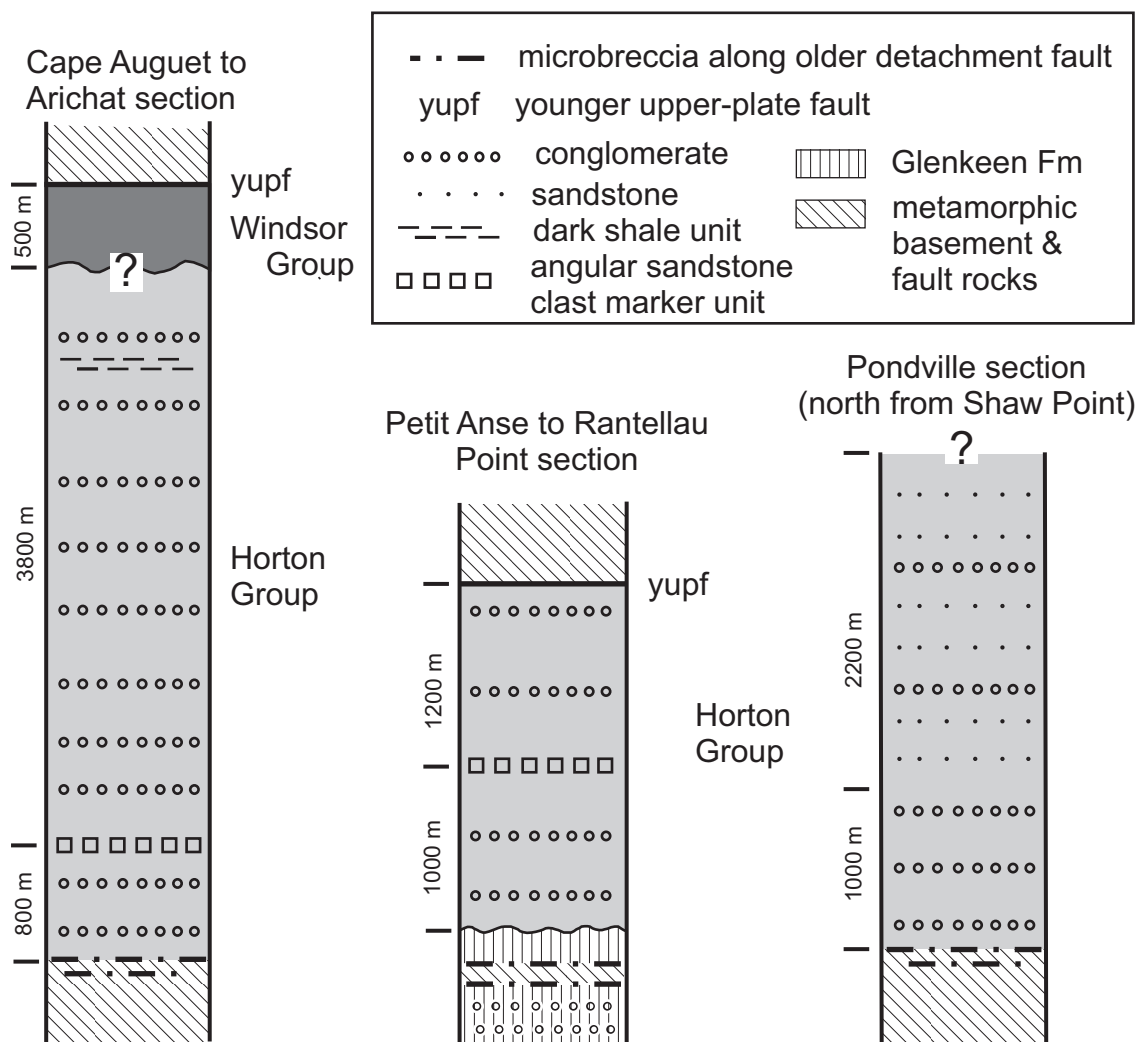 Cape Auguet to
Arichat section
yupf
Windsor
Group
500 m
?
3800 m
Horton
Group
800 m
microbreccia along older detachment fault
yupf younger upper-plate fault
conglomerate
sandstone
dark shale unit
angular sandstone
clast marker unit
Glenkeen Fm
metamorphic
basement &
fault rocks
Petit Anse to Rantellau
Point section
yupf
1200 m
1000 m
Horton
Group
Pondville section
(north from Shaw Point)
?
2200 m
1000 m